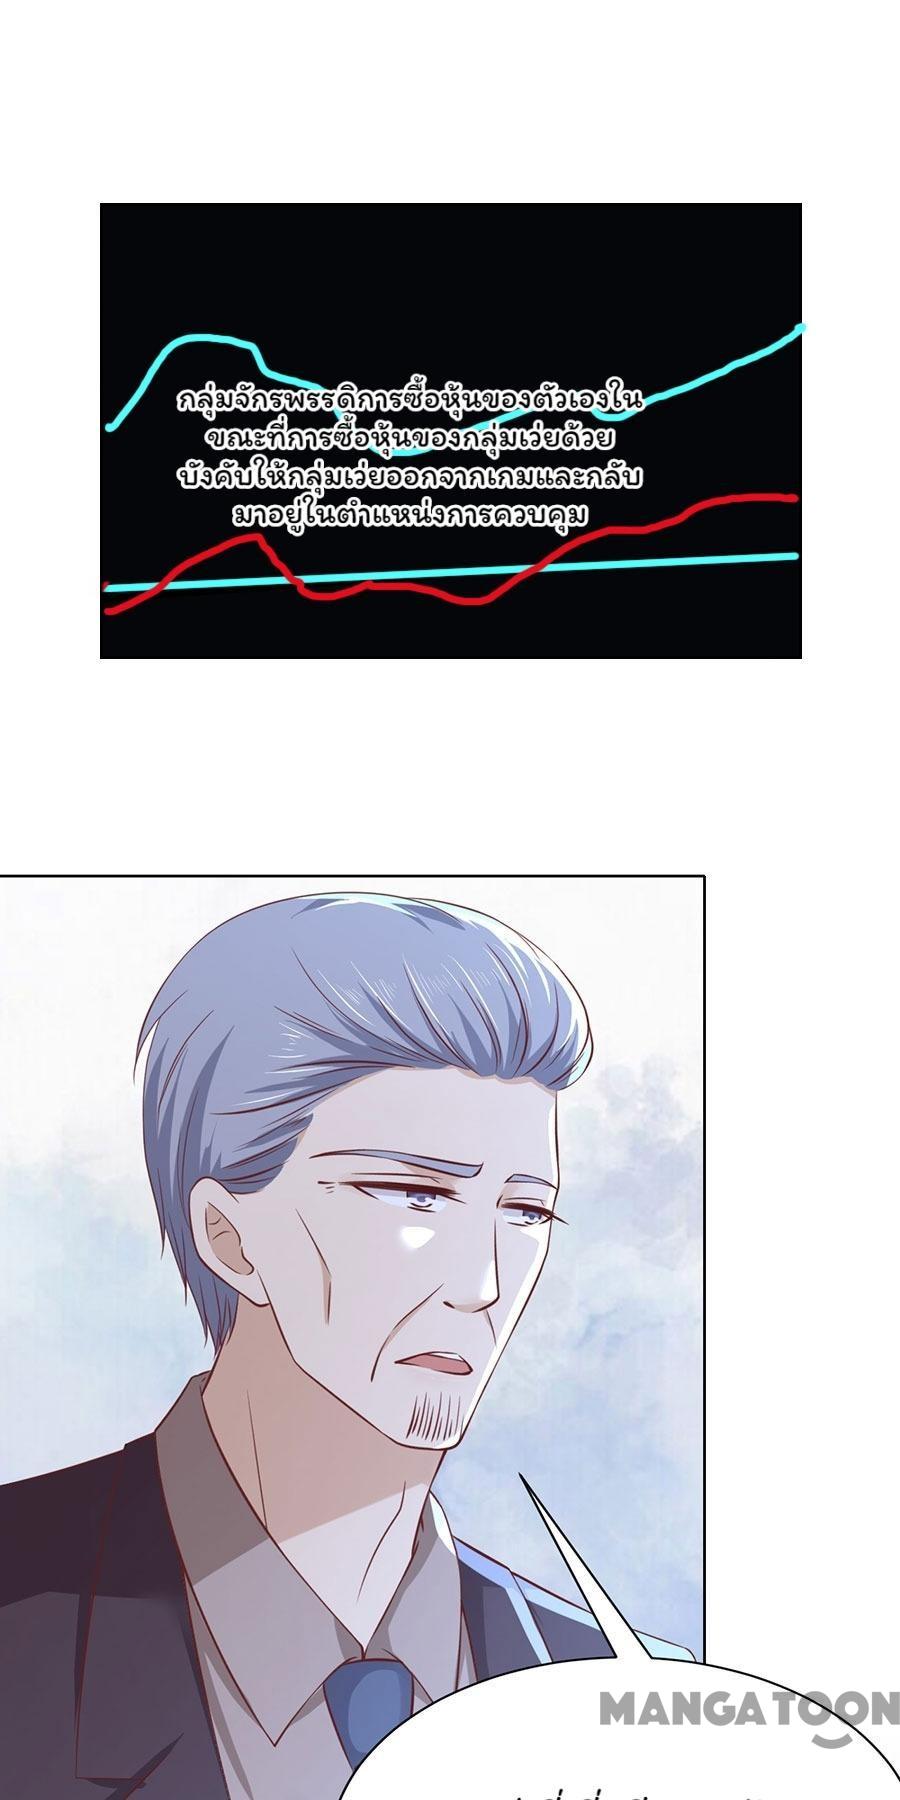 กลุ่มจักรพรรดิการซื้อหุ้นของตัวเองใน
ขณะที่การซื้อหุ้นของกลุ่มเว่ยด้วย
บังคับให้กลุ่มเว่ยออกจากเกมและกลับ
มาอยู่ในตำแหน่งการควบคุม
MANGATOON